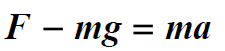 F − mg = ma